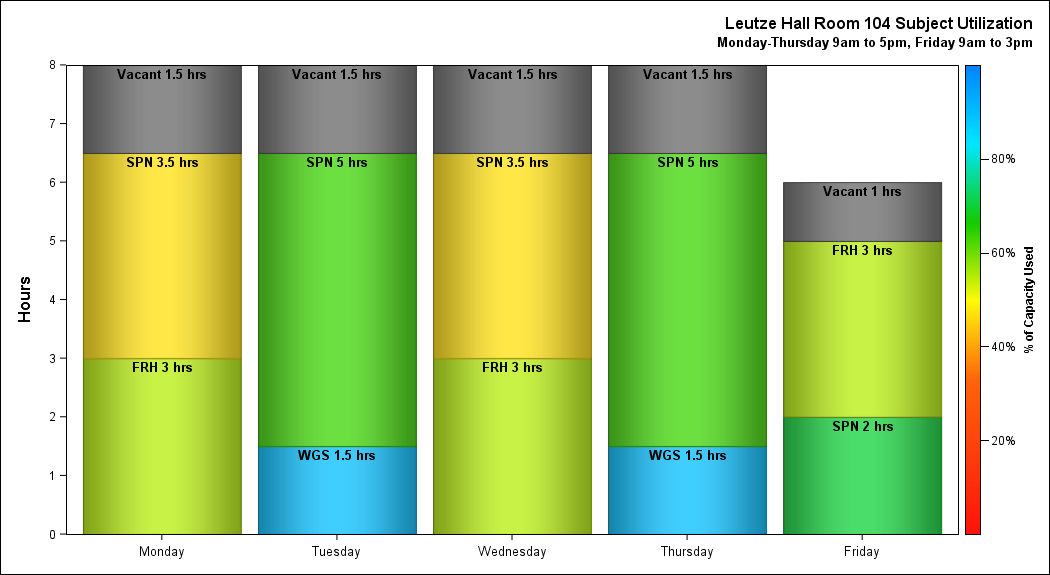 Leutze Hall Room 104 Subject Utilization
Monday-Thursday 9am to 5pm, Friday 9am to 3pm
8
7
6
5
4
3
2
1
0
Hours
Vacant 1.5 hrs
SPN 3.5 hrs
FRH 3 hrs
Vacant 1.5 hrs
SPN 5 hrs
WGS 1.5 hrs
Vacant 1.5 hrs
SPN 3.5 hrs
FRH 3 hrs
Vacant 1.5 hrs
SPN 5 hrs
WGS 1.5 hrs
Vacant 1 hrs
FRH 3 hrs
SPN 2 hrs
Monday Tuesday Wednesday Thursday Friday
80%
60%
40%
20%
% of Capacity Used